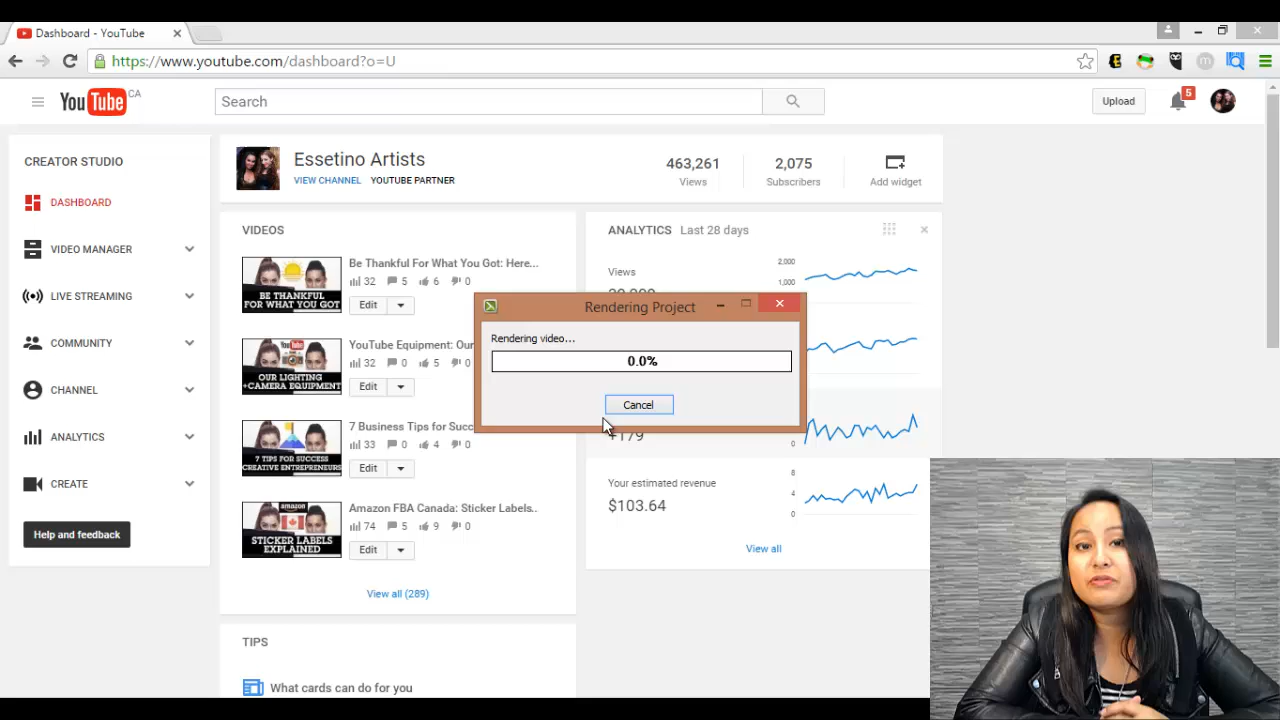 Dashboard - YouTube
https://www.youtube.com/dashboard?o=U
YouTube CA
Search
Upload
5
CREATOR STUDIO
DASHBOARD
VIDEO MANAGER
LIVE STREAMING
COMMUNITY
CHANNEL
ANALYTICS
CREATE
Help and feedback
Essetino Artists
VIEW CHANNEL YOUTUBE PARTNER
463,261
Views
2,075
Subscribers
Add widget
VIDEOS
BE THANKFUL
FOR WHAT YOU GOT
Be Thankful For What You Got: Here...
32 5 6 0
Edit
YouTube
OUR LIGHTING
+CAMERA EQUIPMENT
YouTube Equipment: Our
32 0 5 0
Edit
7 TIPS FOR SUCCESS
CREATIVE ENTREPRENEURS
7 Business Tips for Succ
33 0 4 0
Edit
amazon
STICKER LABELS
EXPLAINED
Amazon FBA Canada: Sticker Labels..
74 5 9 0
Edit
View all (289)
TIPS
What cards can do for you
ANALYTICS Last 28 days
Views
2,000
1,000
Rendering Project
Rendering video...
0.0%
Cancel
+179
0
Your estimated revenue
$103.64
8
4
0
View all